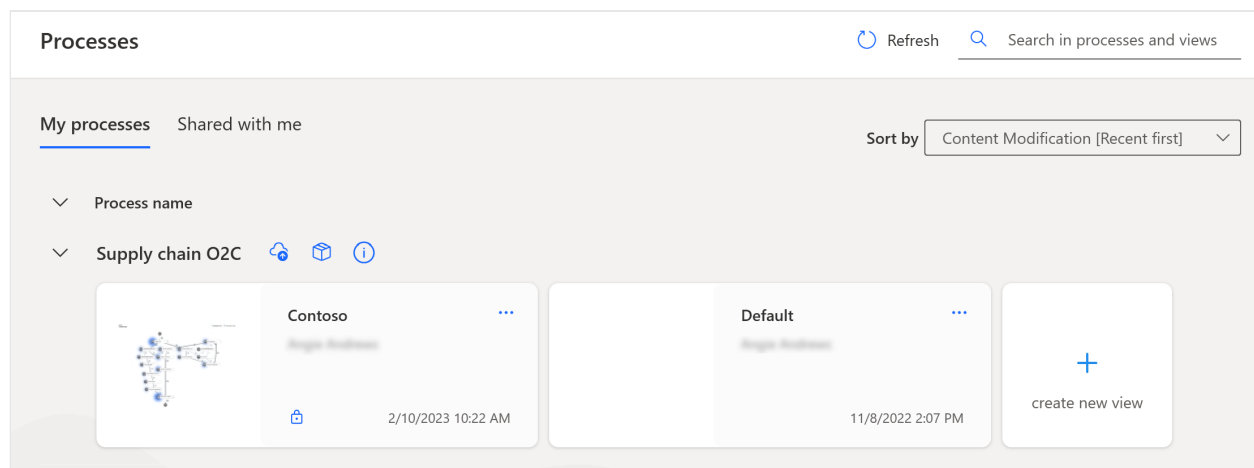 Processes
Refresh
Search in processes and views
My processes
Shared with me
Sort by
Content Modification [Recent first]
Process name
Supply chain O2C
Contoso
2/10/2023 10:22 AM
Default
11/8/2022 2:07 PM
create new view